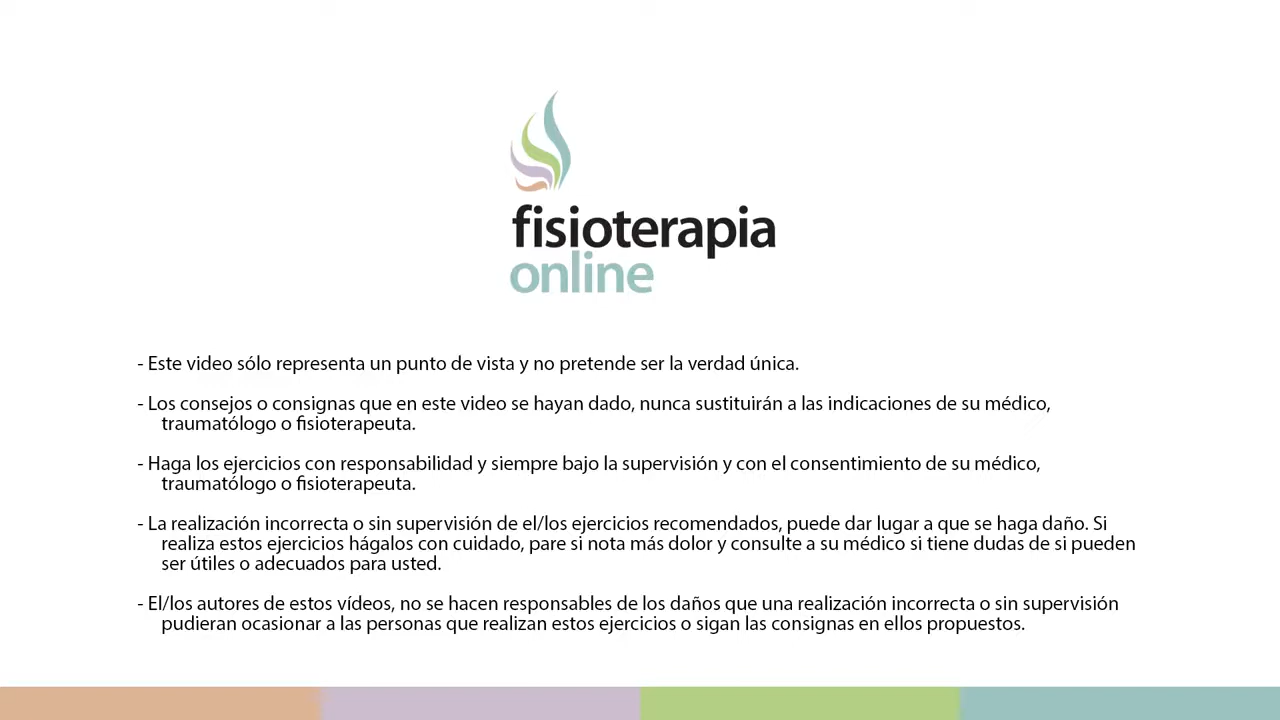 fisioterapia
online
- Este video sólo representa un punto de vista y no pretende ser la verdad única.
- Los consejos o consignas que en este video se hayan dado, nunca sustituirán a las indicaciones de su médico,
traumatólogo o fisioterapeuta.
- Haga los ejercicios con responsabilidad y siempre bajo la supervisión y con el consentimiento de su médico,
traumatólogo o fisioterapeuta.
- La realización incorrecta o sin supervisión de el/los ejercicios recomendados, puede dar lugar a que se haga daño. Si
realiza estos ejercicios hágalos con cuidado, pare si nota más dolor y consulte a su médico si tiene dudas de si pueden
ser útiles o adecuados para usted.
- El/los autores de estos vídeos, no se hacen responsables de los daños que una realización incorrecta o sin supervisión
pudieran ocasionar a las personas que realizan estos ejercicios o sigan las consignas en ellos propuestos.